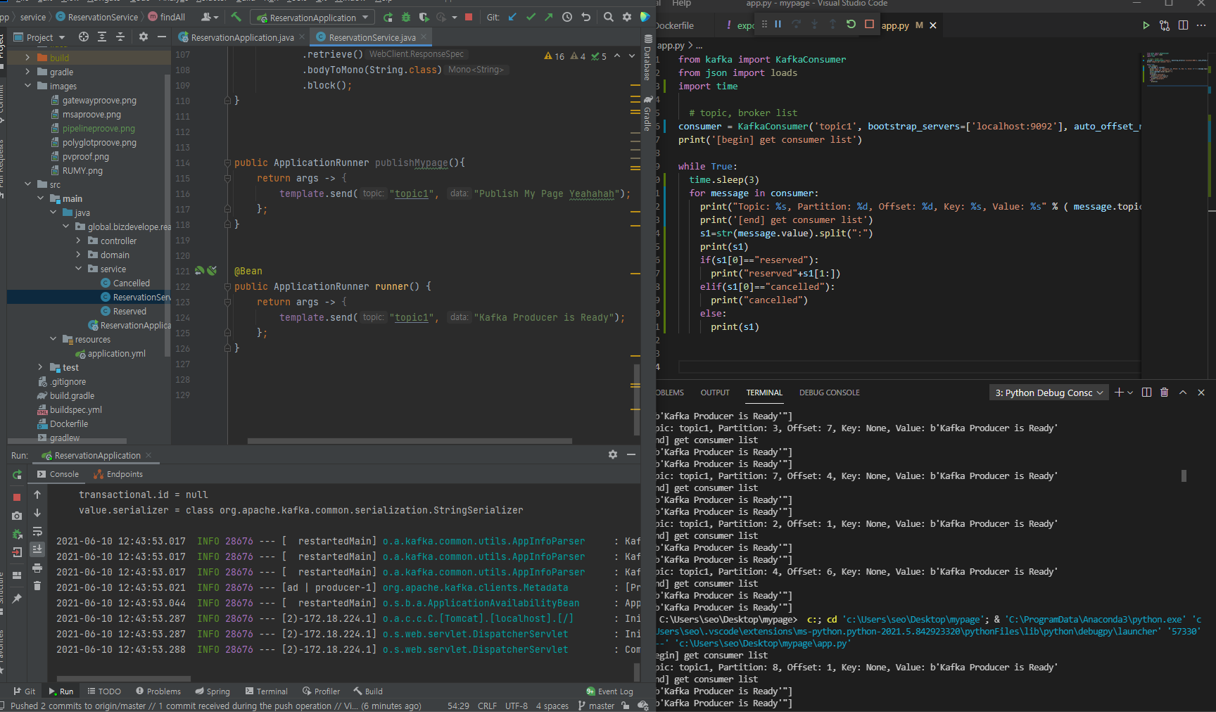 pp
service
ReservationService
findAll
ReservationApplication
Git:
Project
ReservationApplication.java
ReservationService.java
build
gradle
images
gatewayproove.png
msaproove.png
pipelineproove.png
polyglotproove.png
pvproof.png
RUMY.png
src
main
java
global.bizdevelope.rea
controller
domain
service
Cancelled
ReservationServ
Reserved
ReservationApplica
resources
application.yml
test
.gitignore
build.gradle
buildspec.yml
Dockerfile
gradlew
107 .retrieve() WebClient.ResponseSpec
108 .bodyToMono(String.class) Mono<String>
109 .block();
110 }
111
112
113
114 public ApplicationRunner publishMypage(){
115 return args -> {
116 template.send( topic: "topic1", data: "Publish My Page Yeahahah");
117 };
118 }
119
120
121 @Bean
122 public ApplicationRunner runner() {
123 return args -> {
124 template.send( topic: "topic1", data: "Kafka Producer is Ready");
125 };
126 }
127
128
129
16 4 5
Database
Gradle
Run: ReservationApplication
Console Endpoints
transactional.id = null
value.serializer = class org.apache.kafka.common.serialization.StringSerializer
2021-06-10 12:43:53.017 INFO 28676 --- [ restartedMain] o.a.kafka.common.utils.AppInfoParser : Kaf
2021-06-10 12:43:53.017 INFO 28676 --- [ restartedMain] o.a.kafka.common.utils.AppInfoParser : Kaf
2021-06-10 12:43:53.017 INFO 28676 --- [ restartedMain] o.a.kafka.common.utils.AppInfoParser : Kaf
2021-06-10 12:43:53.021 INFO 28676 --- [ad | producer-1] org.apache.kafka.clients.Metadata : [Pr
2021-06-10 12:43:53.044 INFO 28676 --- [ restartedMain] o.s.b.a.ApplicationAvailabilityBean : App
2021-06-10 12:43:53.287 INFO 28676 --- [2)-172.18.224.1] o.a.c.c.C.[Tomcat].[localhost].[/] : Ini
2021-06-10 12:43:53.287 INFO 28676 --- [2)-172.18.224.1] o.s.web.servlet.DispatcherServlet : Ini
2021-06-10 12:43:53.288 INFO 28676 --- [2)-172.18.224.1] o.s.web.servlet.DispatcherServlet : Com
Git Run TODO Problems Spring Terminal Profiler Build Event Log
Pushed 2 commits to origin/master // 1 commit received during the push operation // Vi... (6 minutes ago) 54:29 CRLF UTF-8 4 spaces master
Help
app.py - mypage - Visual Studio Code
Dockerfile
expo
app.py M
app.py > ...
from kafka import KafkaConsumer
from json import loads
import time
# topic, broker list
consumer = KafkaConsumer('topic1', bootstrap_servers=['localhost:9092'], auto_offset_r
print('[begin] get consumer list')
while True:
time.sleep(3)
for message in consumer:
print("Topic: %s, Partition: %d, Offset: %d, Key: %s, Value: %s" % ( message.topic
print('[end] get consumer list')
s1=str(message.value).split(":")
print(s1)
if(s1[0]=="reserved"):
print("reserved"+s1[1:])
elif(s1[0]=="cancelled"):
print("cancelled")
else:
print(s1)
OBLEMS OUTPUT TERMINAL DEBUG CONSOLE
3: Python Debug Consc
b'Kafka Producer is Ready'"]
pic: topic1, Partition: 3, Offset: 7, Key: None, Value: b'Kafka Producer is Ready'
nd] get consumer list
b'Kafka Producer is Ready'"]
b'Kafka Producer is Ready'"]
pic: topic1, Partition: 7, Offset: 4, Key: None, Value: b'Kafka Producer is Ready'
nd] get consumer list
b'Kafka Producer is Ready'"]
b'Kafka Producer is Ready'"]
pic: topic1, Partition: 2, Offset: 1, Key: None, Value: b'Kafka Producer is Ready'
nd] get consumer list
b'Kafka Producer is Ready'"]
b'Kafka Producer is Ready'"]
pic: topic1, Partition: 4, Offset: 6, Key: None, Value: b'Kafka Producer is Ready'
nd] get consumer list
b'Kafka Producer is Ready'"]
b'Kafka Producer is Ready'"]
C:\Users\seo\Desktop\mypage> c:; cd 'c:\Users\seo\Desktop\mypage'; & 'C:\ProgramData\Anaconda3\python.exe' 'c
Users\seo\.vscode\extensions\ms-python.python-2021.5.842923320\pythonFiles\lib\python\debugpy\launcher' '57330'
--' 'c:\Users\seo\Desktop\mypage\app.py'
egin] get consumer list
pic: topic1, Partition: 8, Offset: 1, Key: None, Value: b'Kafka Producer is Ready'
nd] get consumer list
b'Kafka Producer is Ready'"]
b'Kafka Producer is Ready'"]